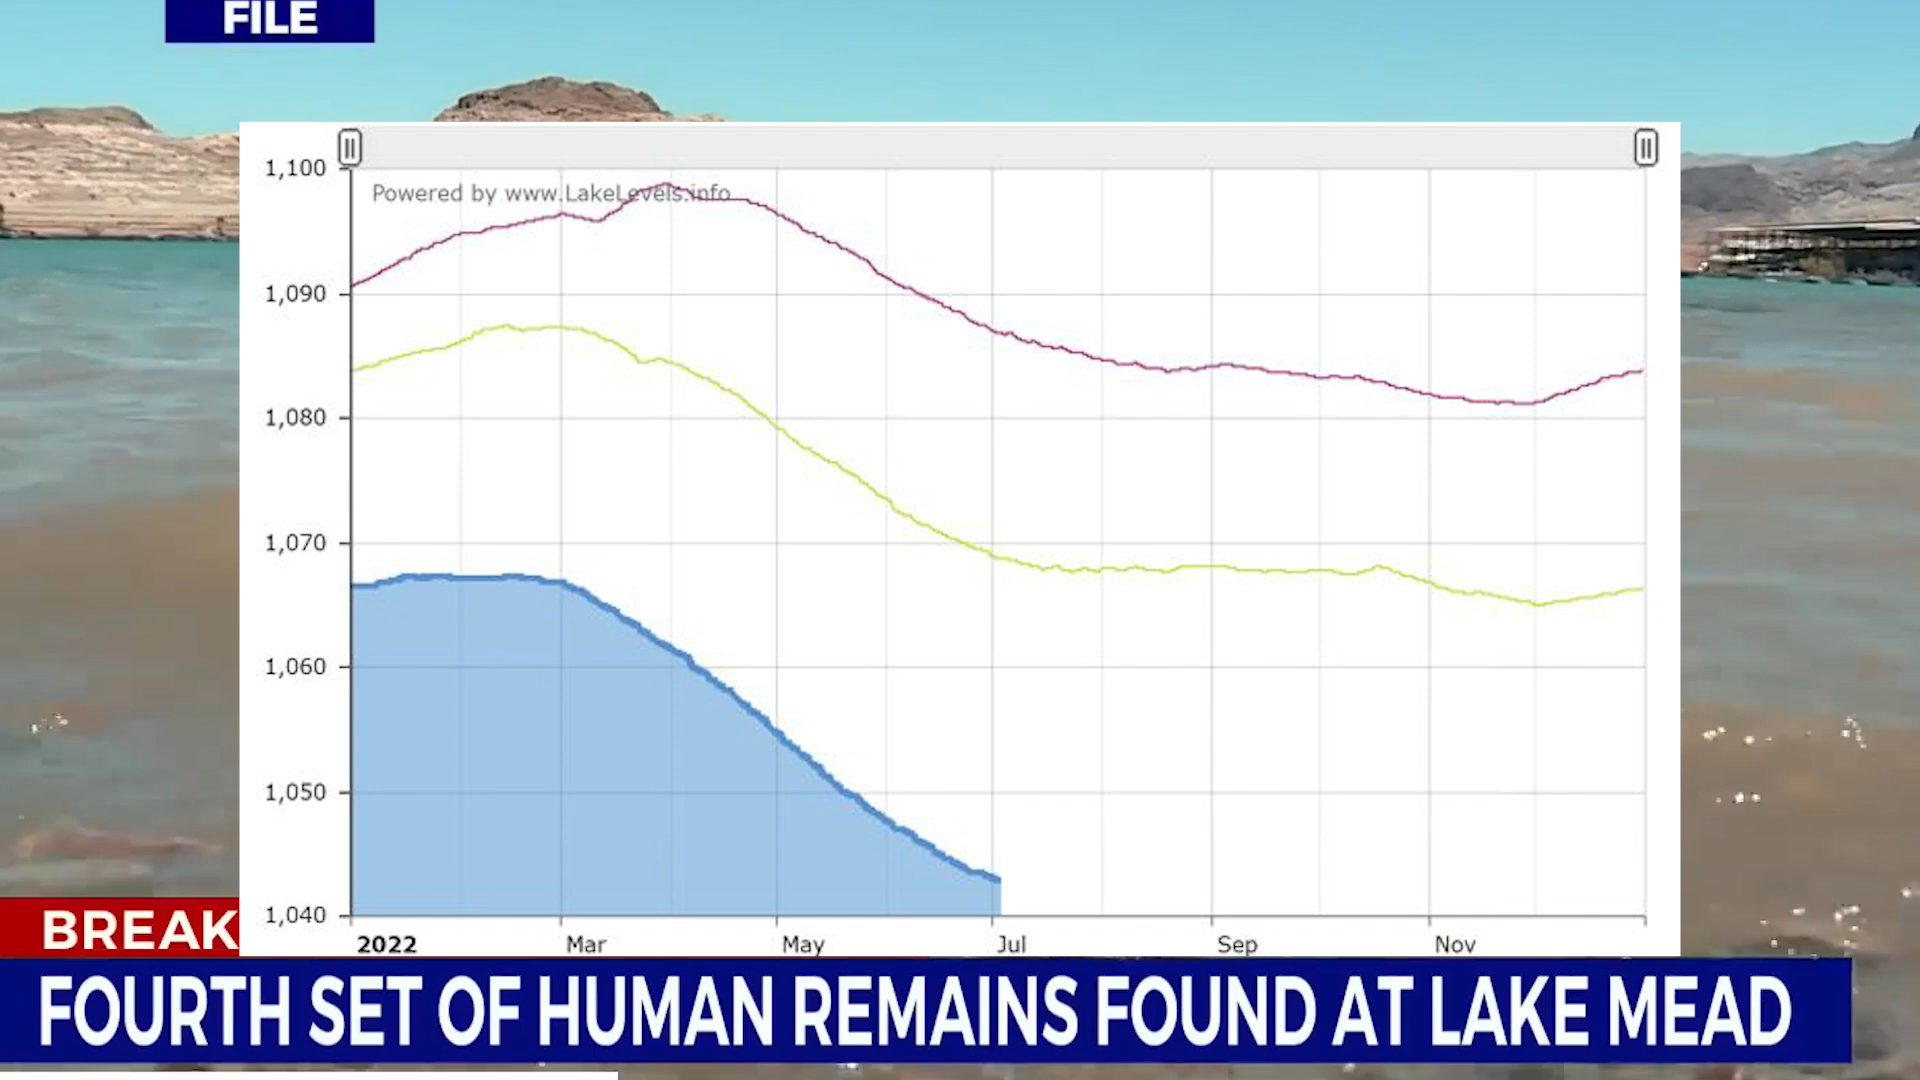 FILE
1,100
Powered by www.LakeLevels.info
1,090
1,080
1,070
1,060
1,050
1,040
2022 Mar May Jul Sep Nov
BREAK
FOURTH SET OF HUMAN REMAINS FOUND AT LAKE MEAD